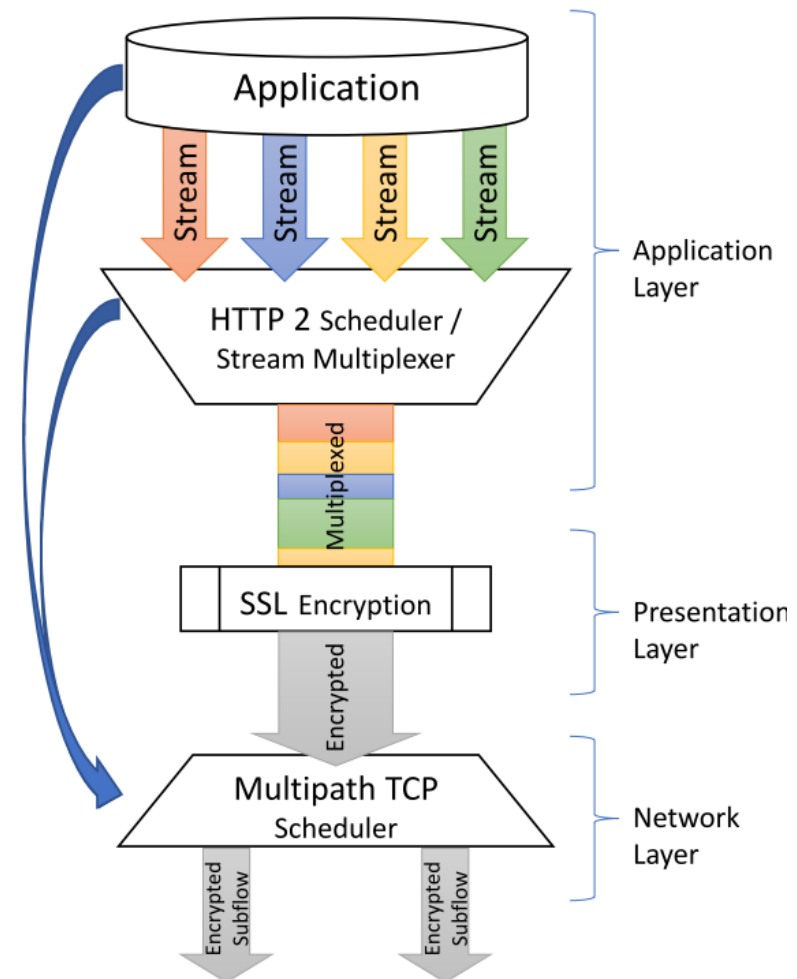 Application
Stream
Stream
Stream
Stream
Application
Layer
HTTP 2 Scheduler /
Stream Multiplexer
Multiplexed
SSL Encryption
Presentation
Layer
Encrypted
Multipath TCP
Scheduler
Network
Layer
Encrypted
Subflow
Encrypted
Subflow